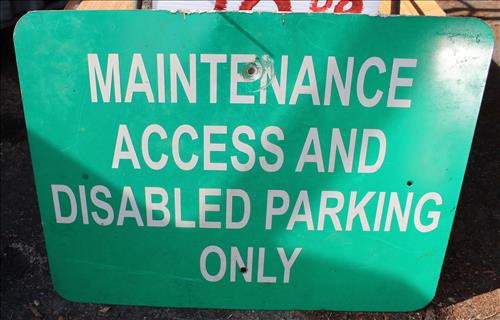 MAINTENANCE
ACCESS AND
DISABLED PARKING
ONLY